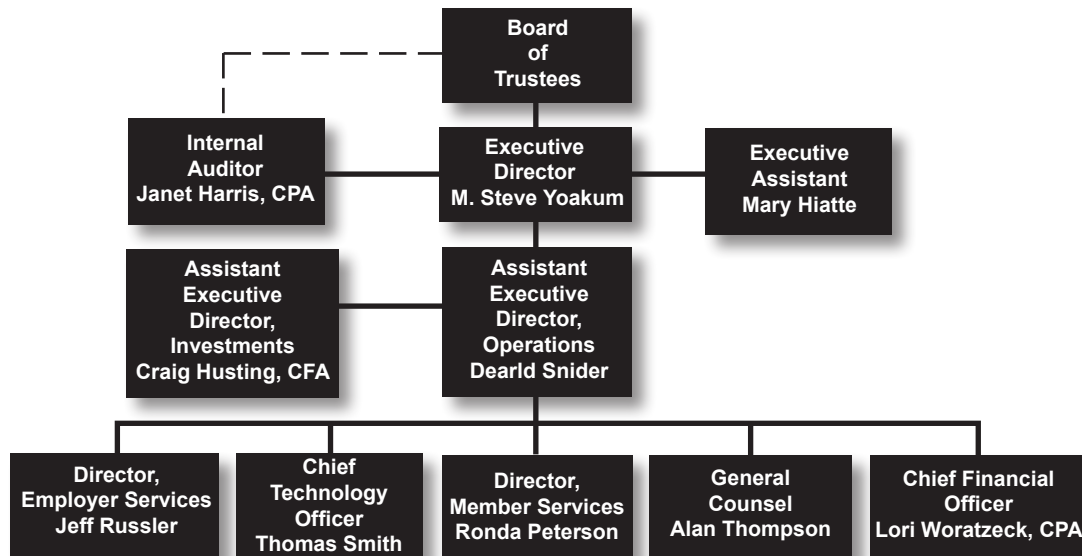 Board
of
Trustees
Internal
Auditor
Janet Harris, CPA
Executive
Director
M. Steve Yoakum
Executive
Assistant
Mary Hiatte
Assistant
Executive
Director,
Investments
Craig Husting, CFA
Assistant
Executive
Director,
Operations
Dearld Snider
Director,
Employer Services
Jeff Russler
Chief
Technology
Officer
Thomas Smith
Director,
Member Services
Ronda Peterson
General
Counsel
Alan Thompson
Chief Financial
Officer
Lori Woratzeck, CPA